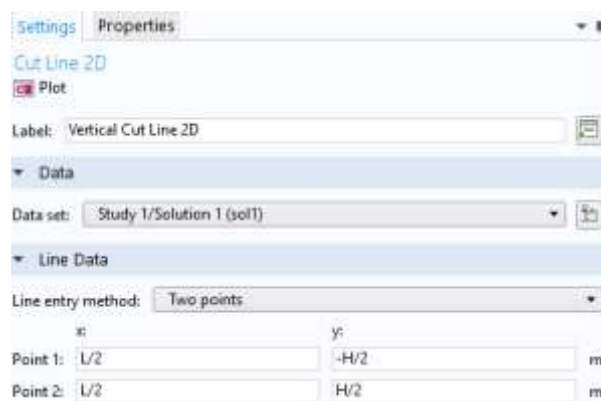 Settings Properties
Cut Line 2D
Plot
Label: Vertical Cut Line 2D
Data
Data set: Study 1/Solution 1 (sol1)
Line Data
Line entry method: Two points
x: y:
Point 1: L/2 -H/2 m
Point 2: L/2 H/2 m